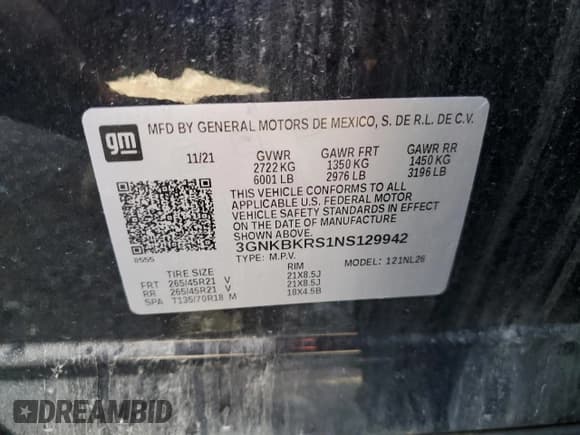 gm
MFD BY GENERAL MOTORS DE MEXICO, S. DE R.L. DE C.V.
11/21 GVWR GAWR FRT GAWR RR
2722 KG 1350 KG 1450 KG
6001 LB 2976 LB 3196 LB
THIS VEHICLE CONFORMS TO ALL
APPLICABLE U.S. FEDERAL MOTOR
VEHICLE SAFETY STANDARDS IN EFFECT
ON THE DATE OF MANUFACTURE
SHOWN ABOVE.
3GNKBKRS1NS129942
TYPE: M.P.V. MODEL: 121NL26
8555
TIRE SIZE RIM
FRT 265/45R21 V 21X8.5J
RR 265/45R21 V 21X8.5J
SPA T135/70R18 M 18X4.5B
DREAMBID